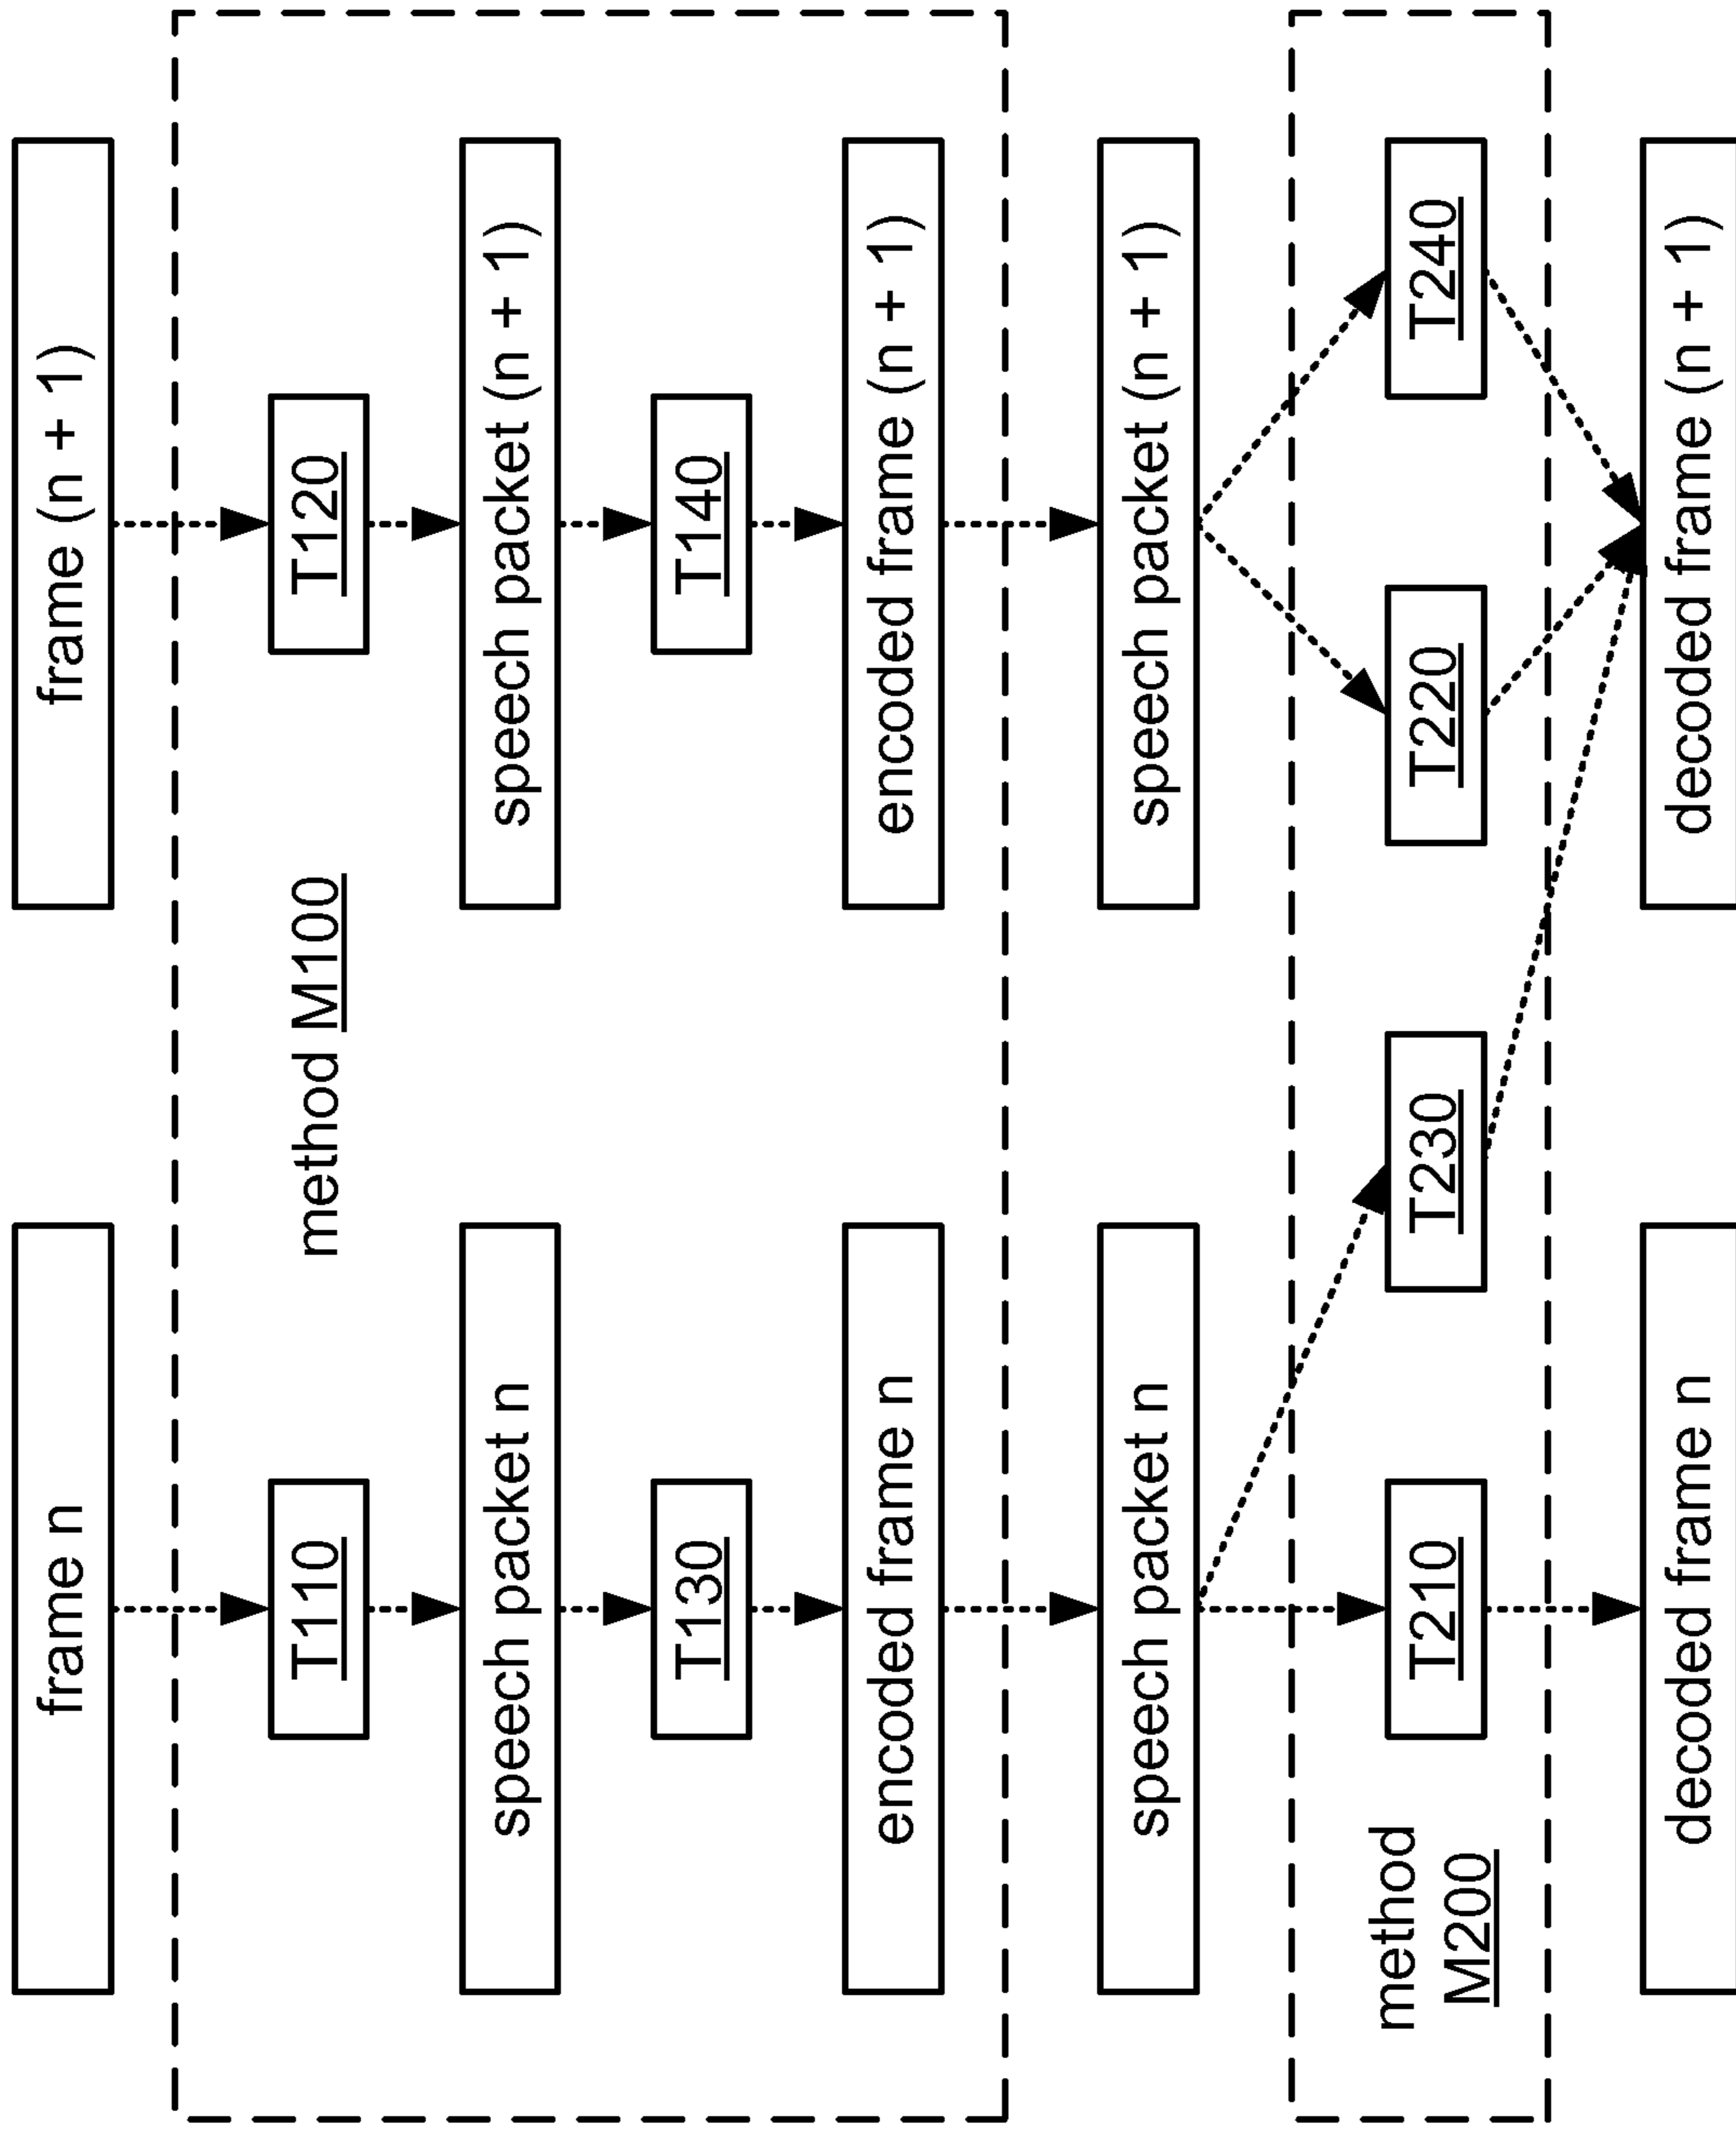 frame n
frame (n + 1)
method M100
T110
T120
speech packet n
speech packet (n + 1)
T130
T140
encoded frame n
encoded frame (n + 1)
speech packet n
speech packet (n + 1)
method
M200
T210
T230
T220
T240
decoded frame n
decoded frame (n + 1)